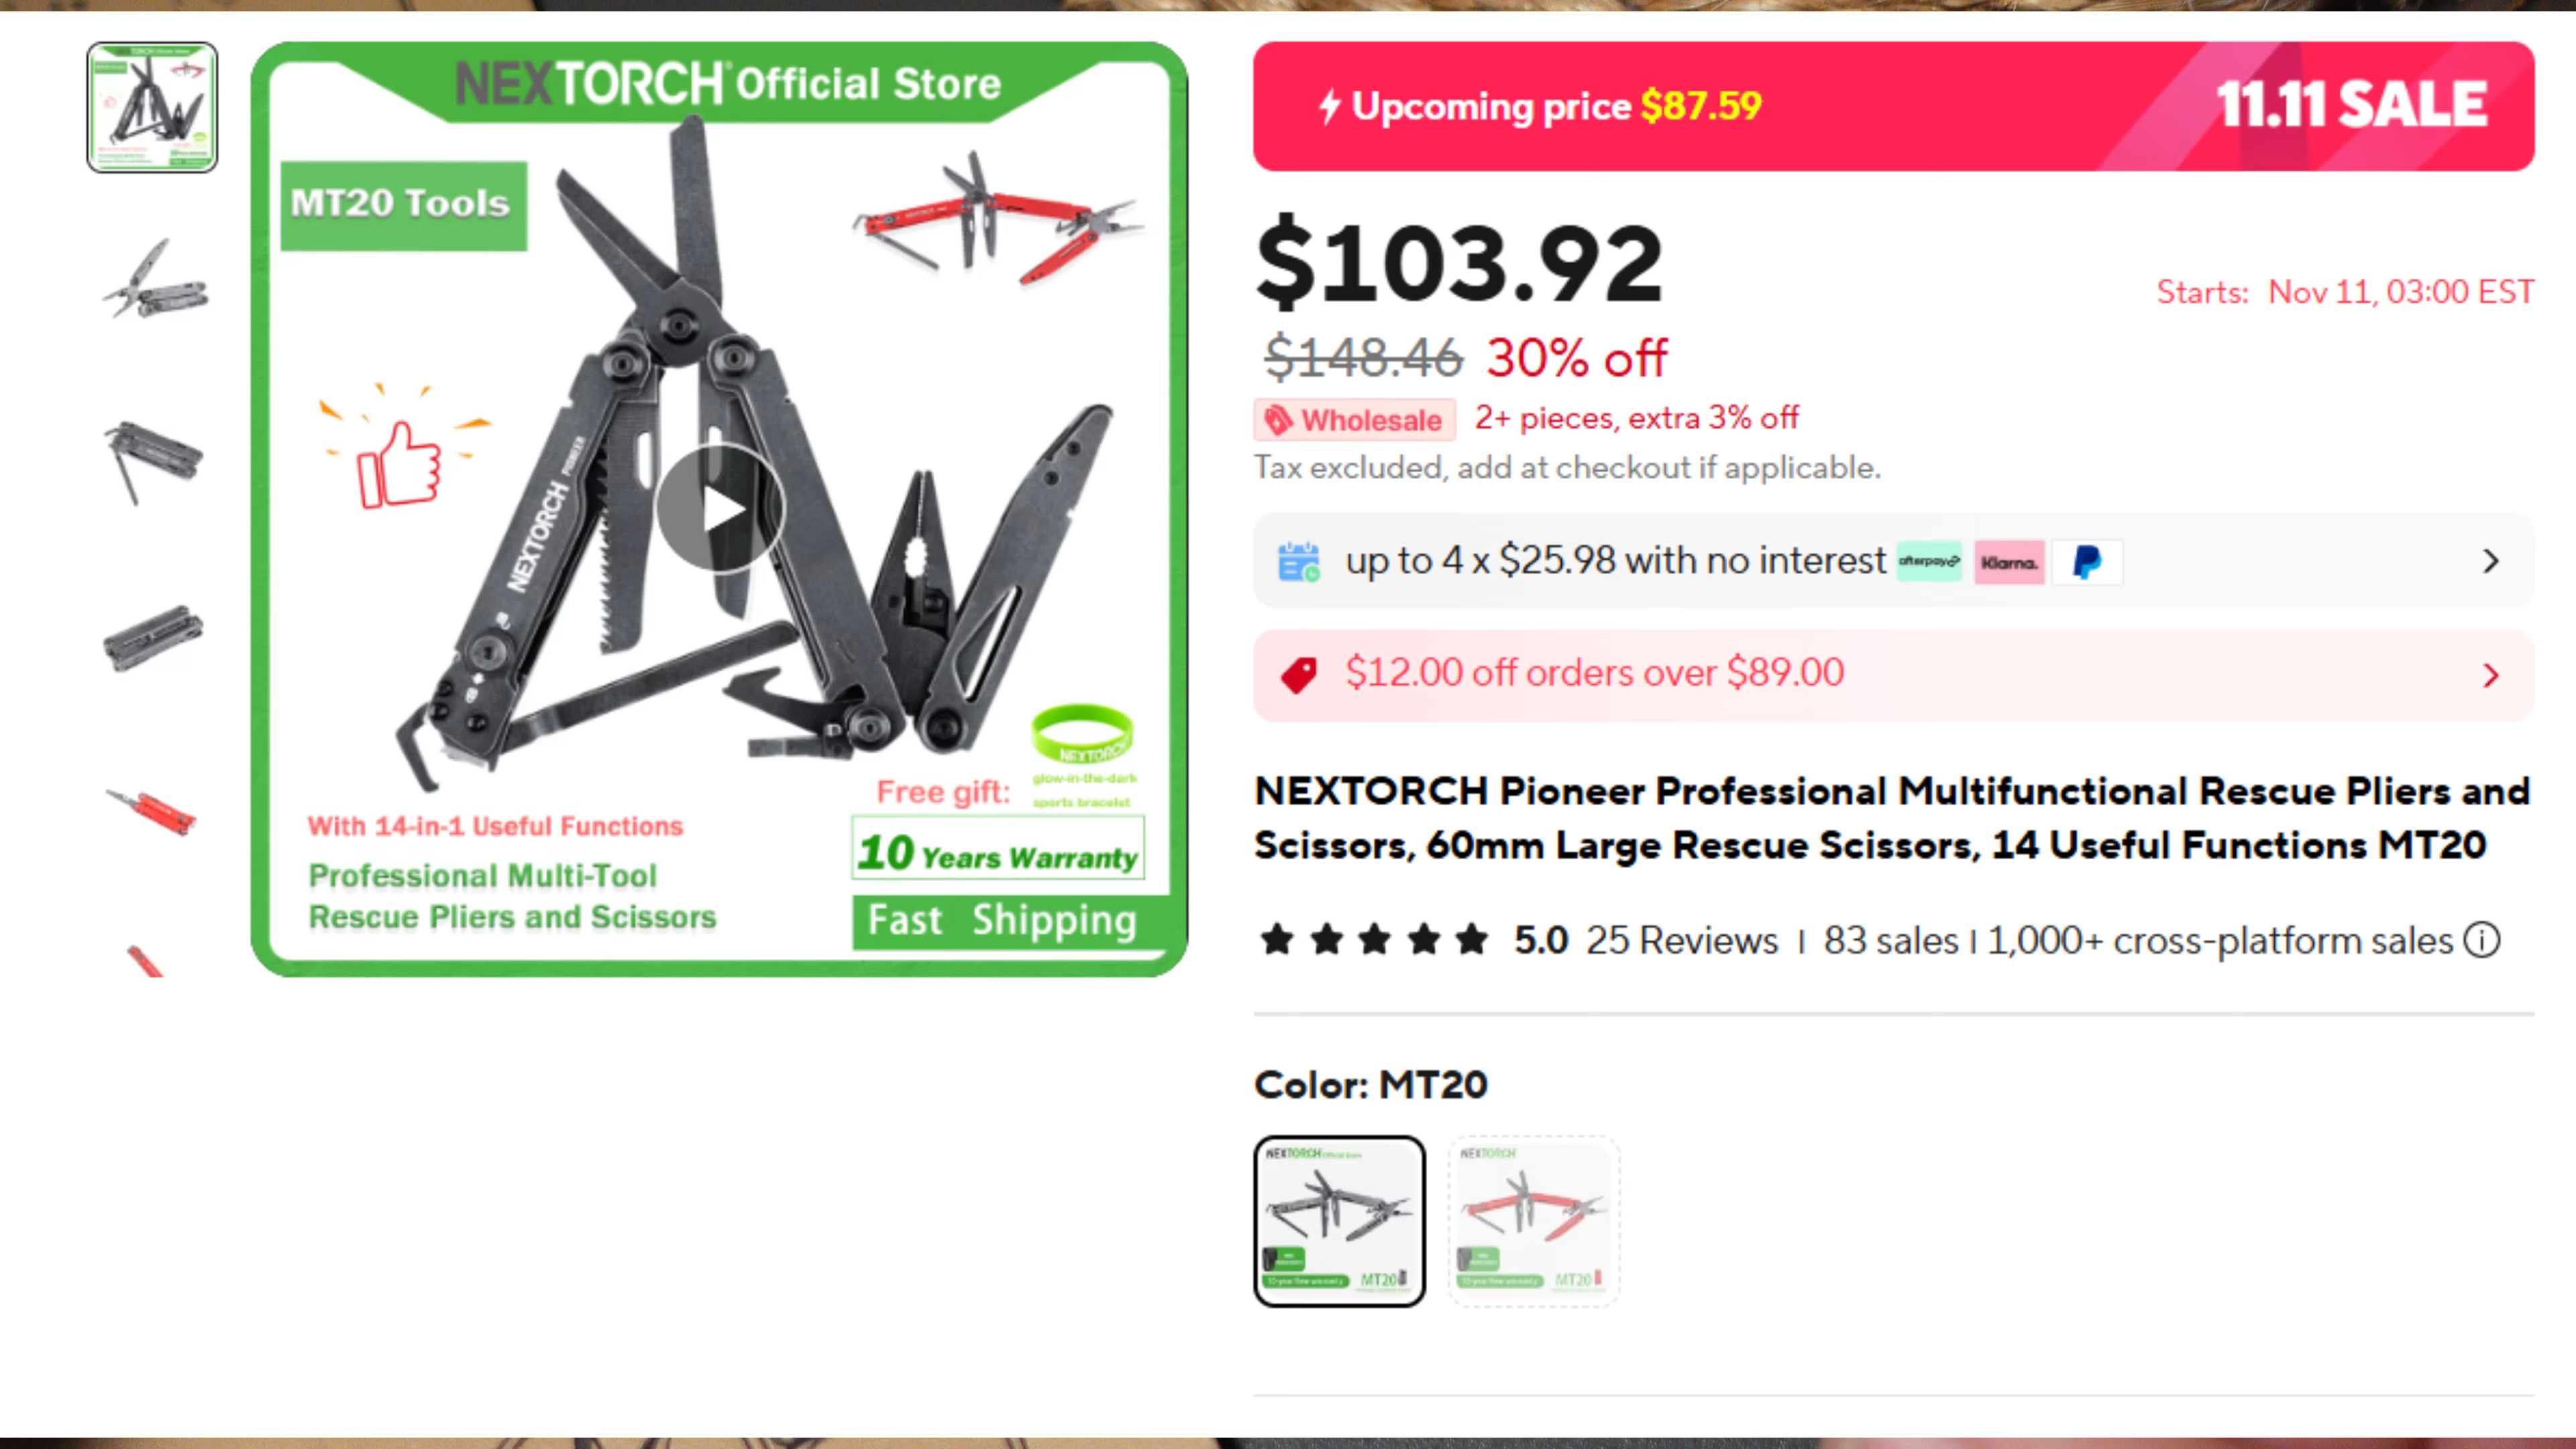 NEXTORCH Official Store
MT20 Tools
NEXTORCH PIONEER
NEXTORCH
Free gift:
glow-in-the-dark
sports bracelet
With 14-in-1 Useful Functions
Professional Multi-Tool
Rescue Pliers and Scissors
10 Years Warranty
Fast Shipping
Upcoming price $87.59
11.11 SALE
$103.92
Starts: Nov 11, 03:00 EST
$148.46 30% off
Wholesale 2+ pieces, extra 3% off
Tax excluded, add at checkout if applicable.
up to 4 x $25.98 with no interest afterpay Klarna.
$12.00 off orders over $89.00
NEXTORCH Pioneer Professional Multifunctional Rescue Pliers and
Scissors, 60mm Large Rescue Scissors, 14 Useful Functions MT20
5.0 25 Reviews | 83 sales | 1,000+ cross-platform sales
Color: MT20
NEXTORCH Official Store
MT20
NEXTORCH
MT20